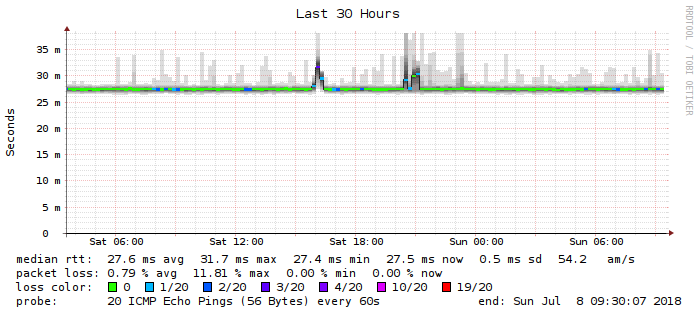 Last 30 Hours
RRDTOOL / TOBI OETIKER
Seconds
35 m
30 m
25 m
20 m
15 m
10 m
5 m
0
Sat 06:00 Sat 12:00 Sat 18:00 Sun 00:00 Sun 06:00
median rtt: 27.6 ms avg 31.7 ms max 27.4 ms min 27.5 ms now 0.5 ms sd 54.2 am/s
packet loss: 0.79 % avg 11.81 % max 0.00 % min 0.00 % now
loss color: 0 1/20 2/20 3/20 4/20 10/20 19/20
probe: 20 ICMP Echo Pings (56 Bytes) every 60s end: Sun Jul 8 09:30:07 2018